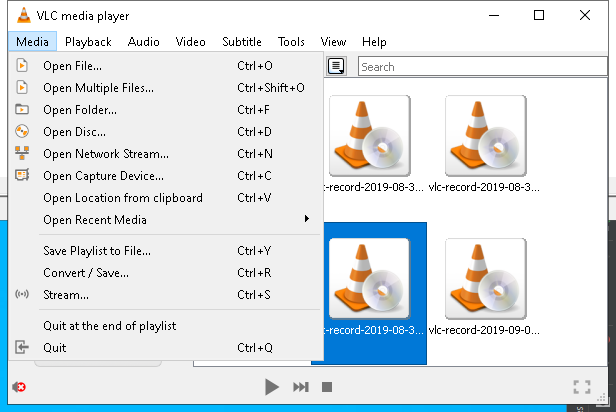 VLC media player
Media Playback Audio Video Subtitle Tools View Help
Open File... Ctrl+O
Open Multiple Files... Ctrl+Shift+O
Open Folder... Ctrl+F
Open Disc... Ctrl+D
Open Network Stream... Ctrl+N
Open Capture Device... Ctrl+C
Open Location from clipboard Ctrl+V
Open Recent Media
Save Playlist to File... Ctrl+Y
Convert / Save... Ctrl+R
Stream... Ctrl+S
Quit at the end of playlist
Quit Ctrl+Q
Search
:-record-2019-08-3... vlc-record-2019-08-3...
:-record-2019-08-3... vlc-record-2019-09-0...